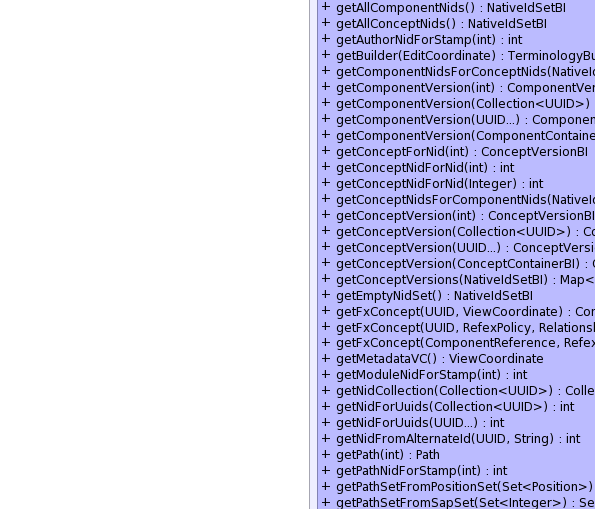 + getAllComponentNids() : NativeIdSetBI
+ getAllConceptNids() : NativeIdSetBI
+ getAuthorNidForStamp(int) : int
+ getBuilder(EditCoordinate) : TerminologyBu
+ getComponentNidsForConceptNids(NativeId
+ getComponentVersion(int) : ComponentVer
+ getComponentVersion(Collection<UUID>)
+ getComponentVersion(UUID...) : Componen
+ getComponentVersion(ComponentContaine
+ getConceptForNid(int) : ConceptVersionBI
+ getConceptNidForNid(int) : int
+ getConceptNidForNid(Integer) : int
+ getConceptNidsForComponentNids(NativeId
+ getConceptVersion(int) : ConceptVersionBI
+ getConceptVersion(Collection<UUID>) : Co
+ getConceptVersion(UUID...) : ConceptVersi
+ getConceptVersion(ConceptContainerBI) : C
+ getConceptVersions(NativeIdSetBI) : Map<
+ getEmptyNidSet() : NativeIdSetBI
+ getFxConcept(UUID, ViewCoordinate) : Con
+ getFxConcept(UUID, RefexPolicy, Relations
+ getFxConcept(ComponentReference, Refex
+ getMetadataVC() : ViewCoordinate
+ getModuleNidForStamp(int) : int
+ getNidCollection(Collection<UUID>) : Colle
+ getNidForUuids(Collection<UUID>) : int
+ getNidForUuids(UUID...) : int
+ getNidFromAlternateId(UUID, String) : int
+ getPath(int) : Path
+ getPathNidForStamp(int) : int
+ getPathSetFromPositionSet(Set<Position>)
+ getPathSetFromSapSet(Set<Integer>) : Se